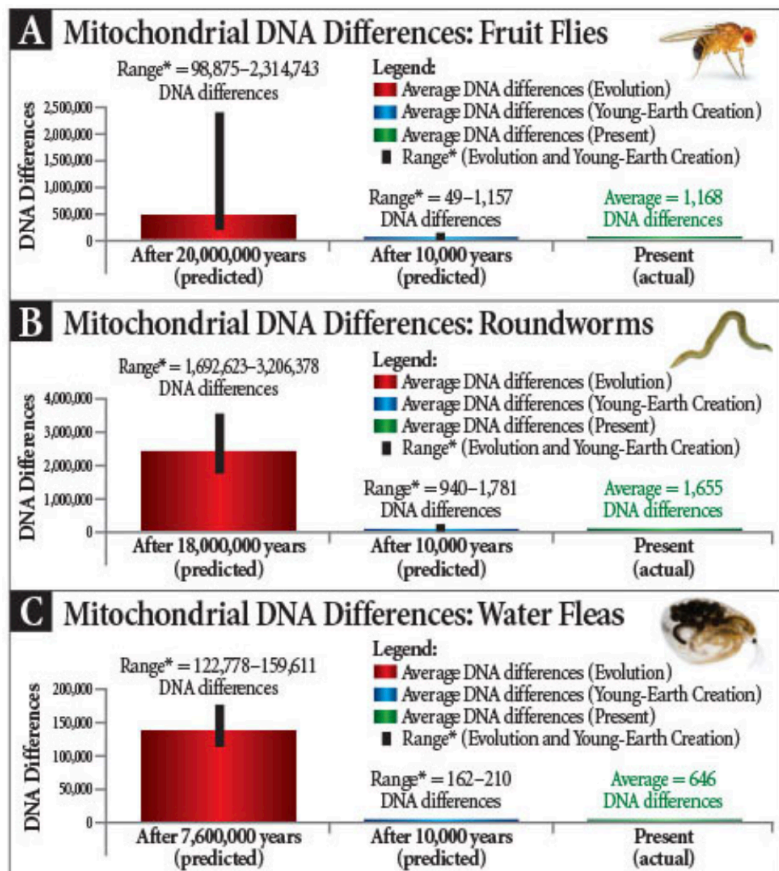 A Mitochondrial DNA Differences: Fruit Flies
Range* = 98,875–2,314,743
DNA differences
Legend:
Average DNA differences (Evolution)
Average DNA differences (Young-Earth Creation)
Average DNA differences (Present)
Range* (Evolution and Young-Earth Creation)
DNA Differences
2,500,000
2,000,000
1,500,000
1,000,000
500,000
0
Range* = 49–1,157
DNA differences
Average = 1,168
DNA differences
After 20,000,000 years
(predicted)
After 10,000 years
(predicted)
Present
(actual)
B Mitochondrial DNA Differences: Roundworms
Range* = 1,692,623–3,206,378
DNA differences
Legend:
Average DNA differences (Evolution)
Average DNA differences (Young-Earth Creation)
Average DNA differences (Present)
Range* (Evolution and Young-Earth Creation)
DNA Differences
4,000,000
3,000,000
2,000,000
1,000,000
0
Range* = 940–1,781
DNA differences
Average = 1,655
DNA differences
After 18,000,000 years
(predicted)
After 10,000 years
(predicted)
Present
(actual)
C Mitochondrial DNA Differences: Water Fleas
Range* = 122,778–159,611
DNA differences
Legend:
Average DNA differences (Evolution)
Average DNA differences (Young-Earth Creation)
Average DNA differences (Present)
Range* (Evolution and Young-Earth Creation)
DNA Differences
200,000
150,000
100,000
50,000
0
Range* = 162–210
DNA differences
Average = 646
DNA differences
After 7,600,000 years
(predicted)
After 10,000 years
(predicted)
Present
(actual)